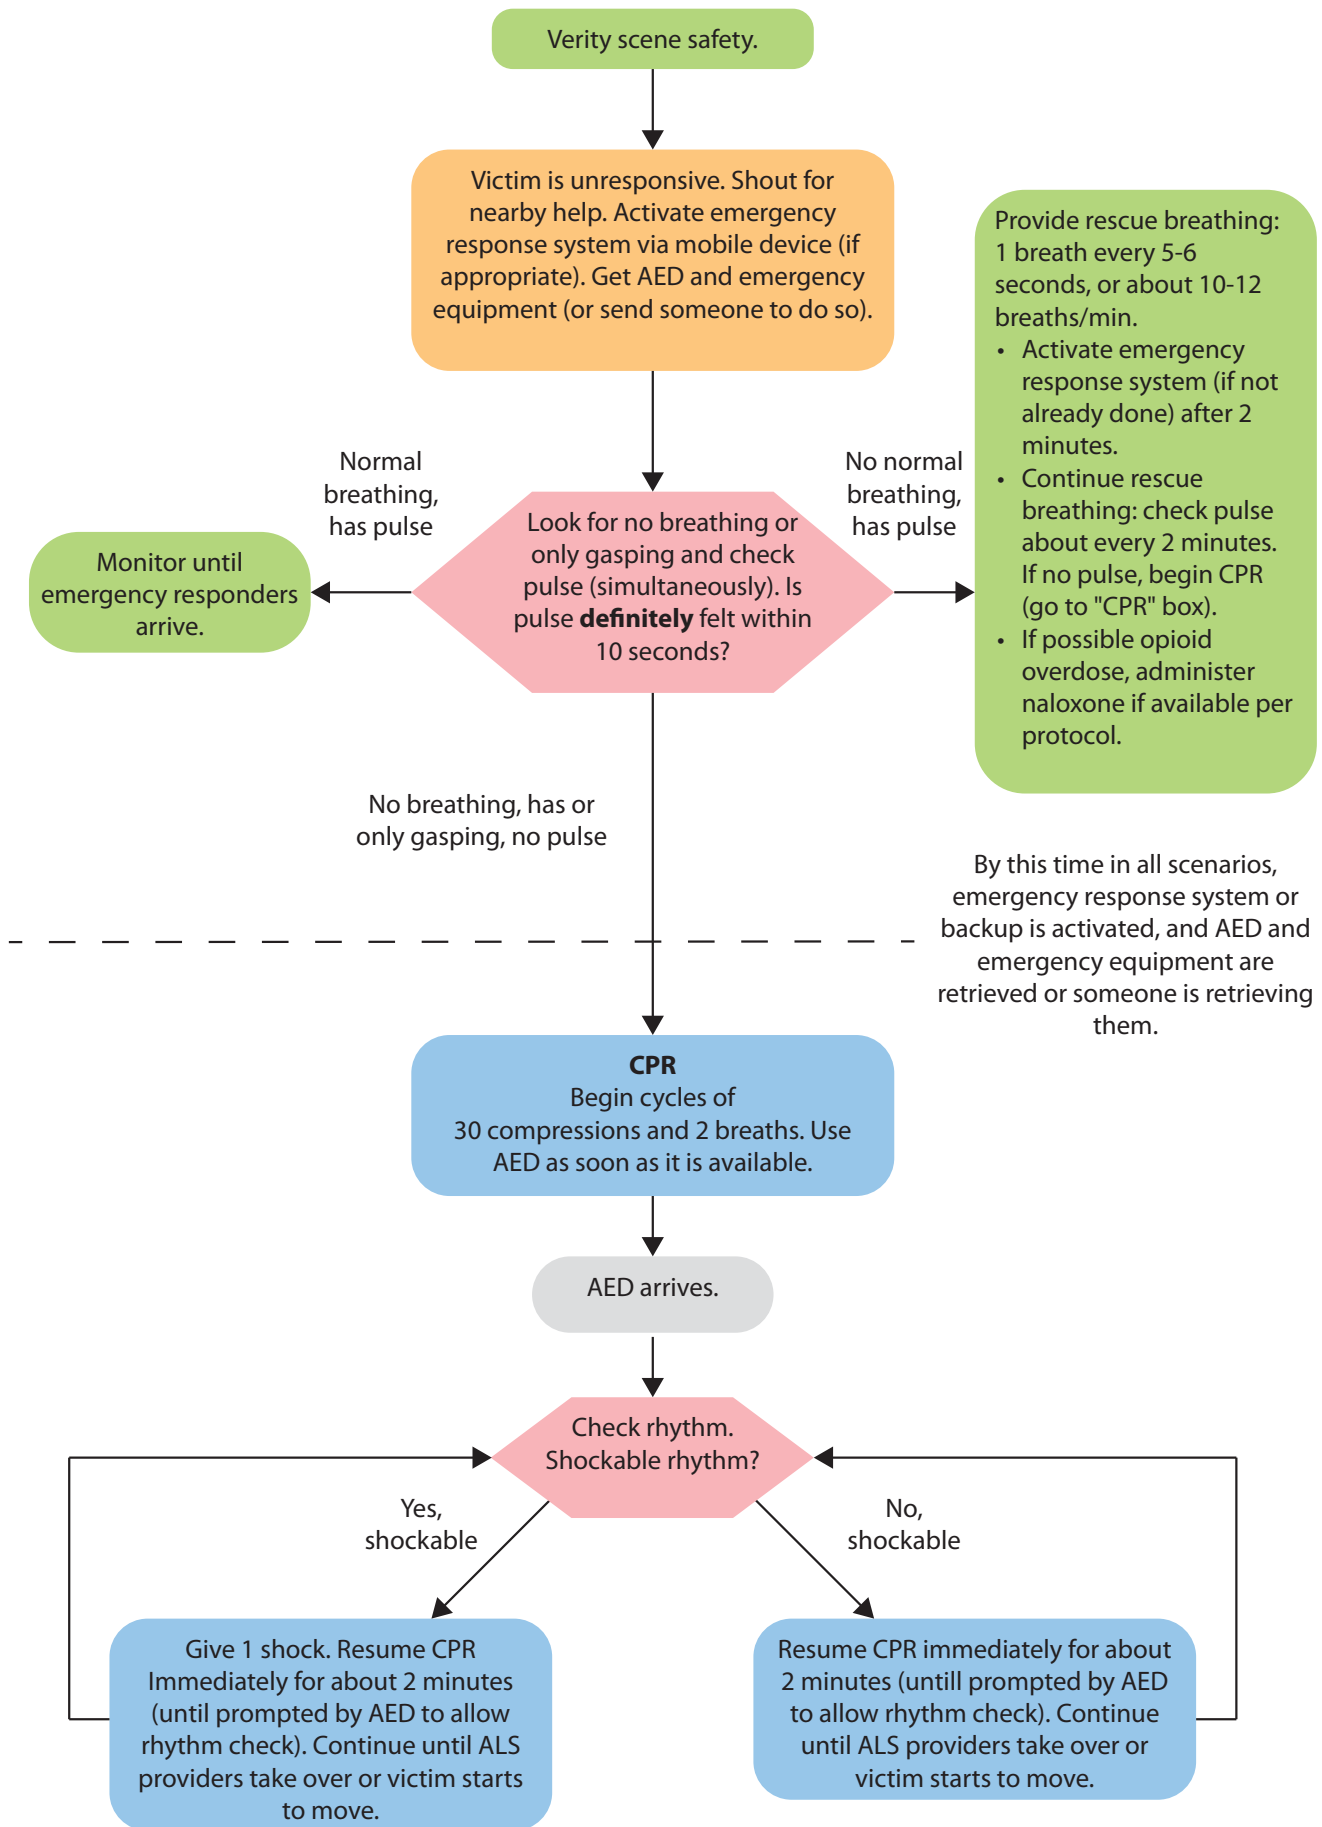 Verity scene safety.
Victim is unresponsive. Shout for
nearby help. Activate emergency
response system via mobile device (if
appropriate). Get AED and emergency
equipment (or send someone to do so).
Normal
breathing,
has pulse
No normal
breathing,
has pulse
Look for no breathing or
only gasping and check
pulse (simultaneously). Is
pulse definitely felt within
10 seconds?
Monitor until
emergency responders
arrive.
Provide rescue breathing:
1 breath every 5-6
seconds, or about 10-12
breaths/min.
• Activate emergency
response system (if not
already done) after 2
minutes.
• Continue rescue
breathing: check pulse
about every 2 minutes.
If no pulse, begin CPR
(go to "CPR" box).
• If possible opioid
overdose, administer
naloxone if available per
protocol.
No breathing, has or
only gasping, no pulse
By this time in all scenarios,
emergency response system or
backup is activated, and AED and
emergency equipment are
retrieved or someone is retrieving
them.
CPR
Begin cycles of
30 compressions and 2 breaths. Use
AED as soon as it is available.
AED arrives.
Check rhythm.
Shockable rhythm?
Yes,
shockable
No,
shockable
Give 1 shock. Resume CPR
Immediately for about 2 minutes
(until prompted by AED to allow
rhythm check). Continue until ALS
providers take over or victim starts
to move.
Resume CPR immediately for about
2 minutes (untill prompted by AED
to allow rhythm check). Continue
until ALS providers take over or
victim starts to move.